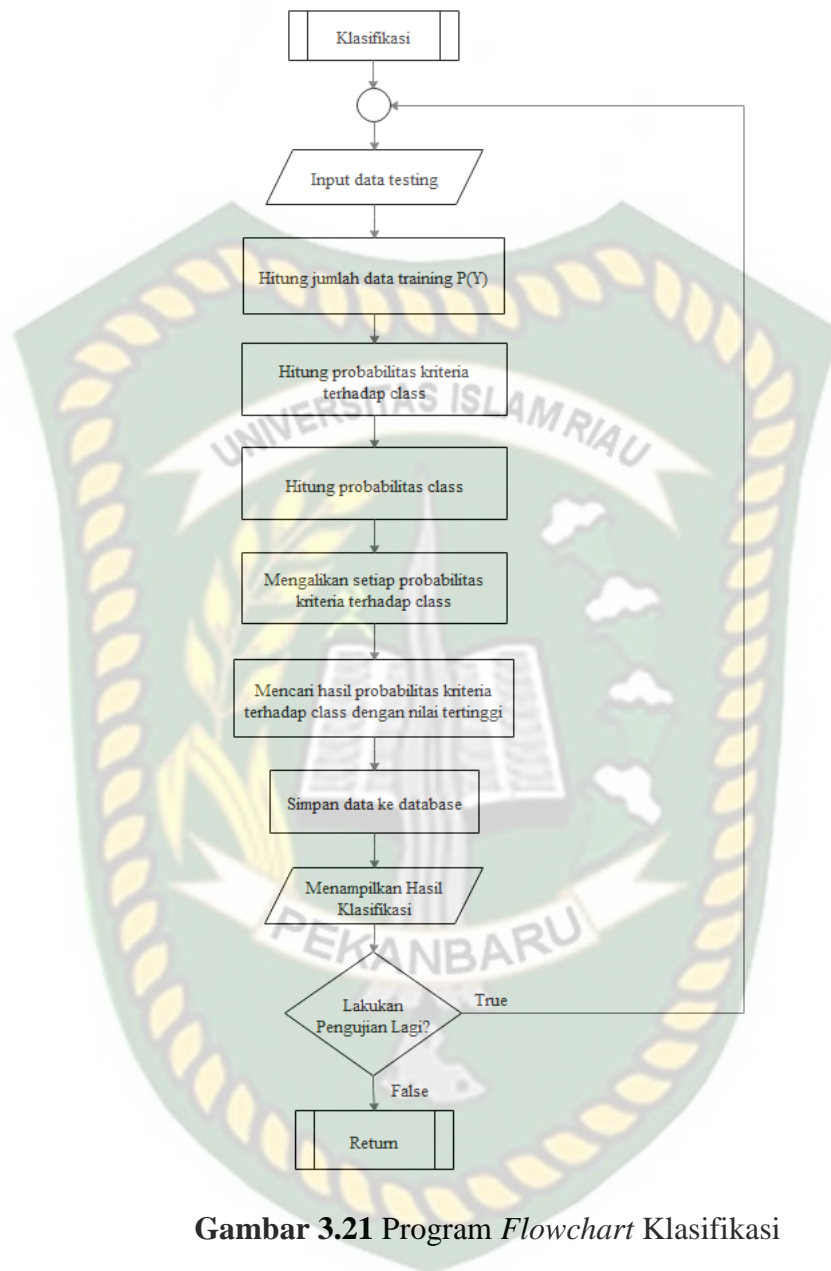 Klasifikasi
Input data testing
Hitung jumlah data training P(Y)
Hitung probabilitas kriteria
terhadap class
UNIVERSITAS ISLAM RIAU
Hitung probabilitas class
Mengalikan setiap probabilitas
kriteria terhadap class
Mencari hasil probabilitas kriteria
terhadap class dengan nilai tertinggi
Simpan data ke database
Menampilkan Hasil
Klasifikasi
PEKANBARU
Lakukan
Pengujian Lagi?
True
False
Return
Gambar 3.21 Program Flowchart Klasifikasi